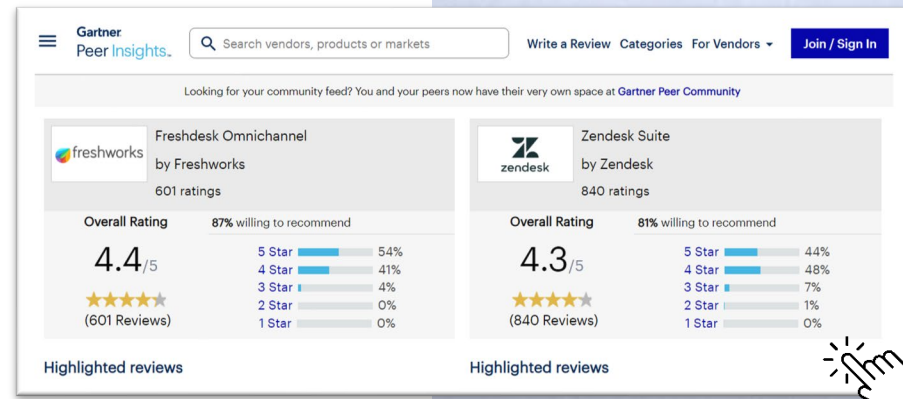 Gartner
Peer Insights™
Search vendors, products or markets
Write a Review Categories For Vendors
Join / Sign In
Looking for your community feed? You and your peers now have their very own space at Gartner Peer Community
freshworks
Freshdesk Omnichannel
by Freshworks
601 ratings
Overall Rating
87% willing to recommend
4.4/5
(601 Reviews)
5 Star 54%
4 Star 41%
3 Star 4%
2 Star 0%
1 Star 0%
Highlighted reviews
zendesk
Zendesk Suite
by Zendesk
840 ratings
Overall Rating
81% willing to recommend
4.3/5
(840 Reviews)
5 Star 44%
4 Star 48%
3 Star 7%
2 Star 1%
1 Star 0%
Highlighted reviews